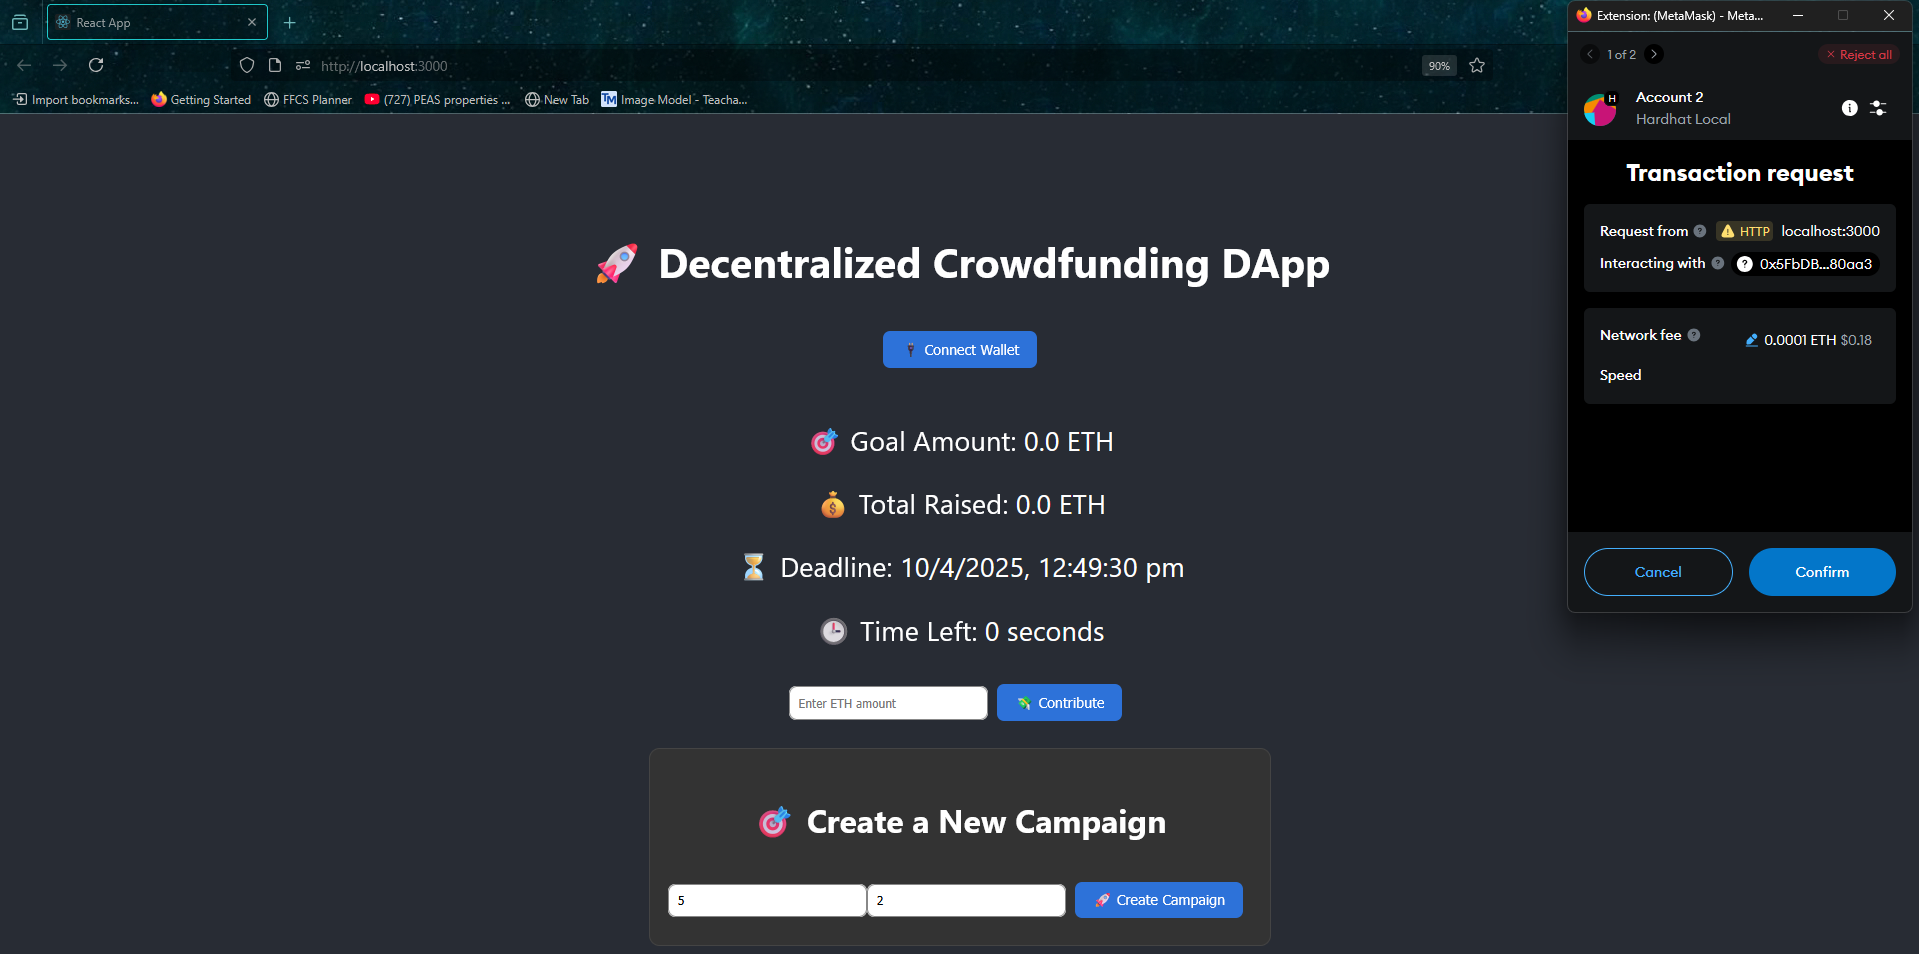 React App
http://localhost:3000
90%
Import bookmarks...
Getting Started
FFCS Planner
(727) PEAS properties ...
New Tab
TM
Image Model - Teacha...
🚀 Decentralized Crowdfunding DApp
Connect Wallet
🎯 Goal Amount: 0.0 ETH
💰 Total Raised: 0.0 ETH
⏳ Deadline: 10/4/2025, 12:49:30 pm
🕒 Time Left: 0 seconds
Enter ETH amount
💸 Contribute
🎯 Create a New Campaign
5
2
🚀 Create Campaign
Extension: (MetaMask) - Meta...
1 of 2
Reject all
H
Account 2
Hardhat Local
Transaction request
Request from ? HTTP localhost:3000
Interacting with ? ? 0x5FbDB...80aa3
Network fee ? 0.0001 ETH $0.18
Speed
Cancel
Confirm